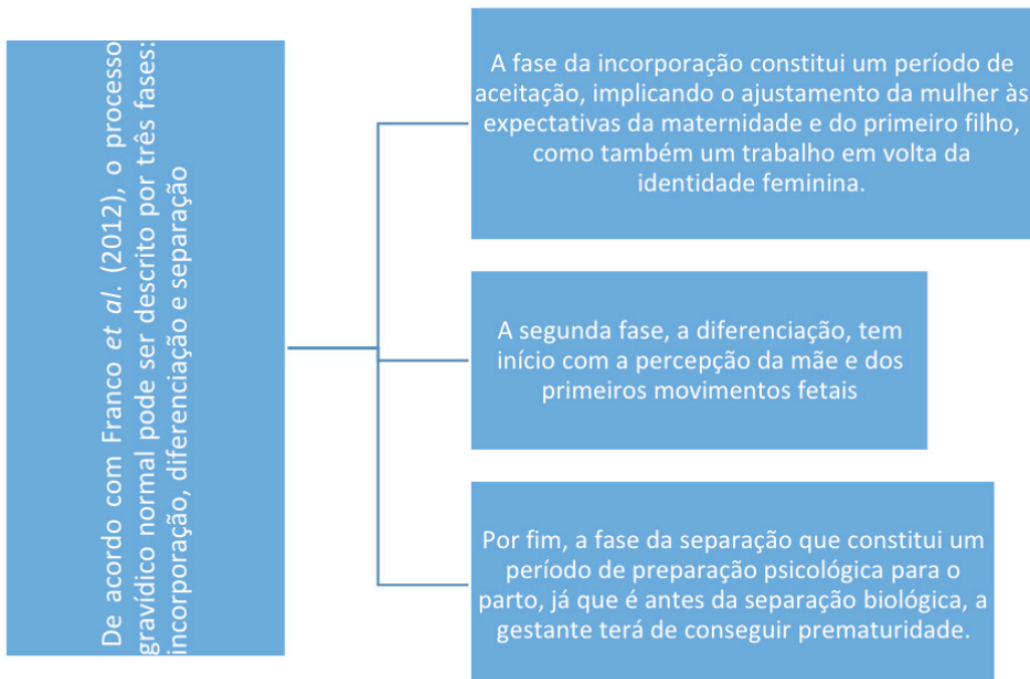 De acordo com Franco et al. (2012), o processo
gravídico normal pode ser descrito por três fases:
incorporação, diferenciação e separação
A fase da incorporação constitui um período de
aceitação, implicando o ajustamento da mulher às
expectativas da maternidade e do primeiro filho,
como também um trabalho em volta da
identidade feminina.
A segunda fase, a diferenciação, tem
início com a percepção da mãe e dos
primeiros movimentos fetais
Por fim, a fase da separação que constitui um
período de preparação psicológica para o
parto, já que é antes da separação biológica, a
gestante terá de conseguir prematuridade.